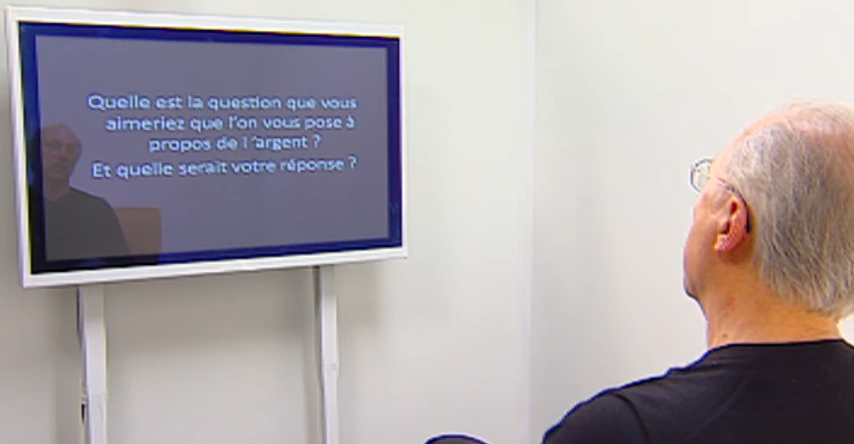 Quelle est la question que vous
aimeriez que l'on vous pose à
propos de l 'argent ?
Et quelle serait votre réponse ?